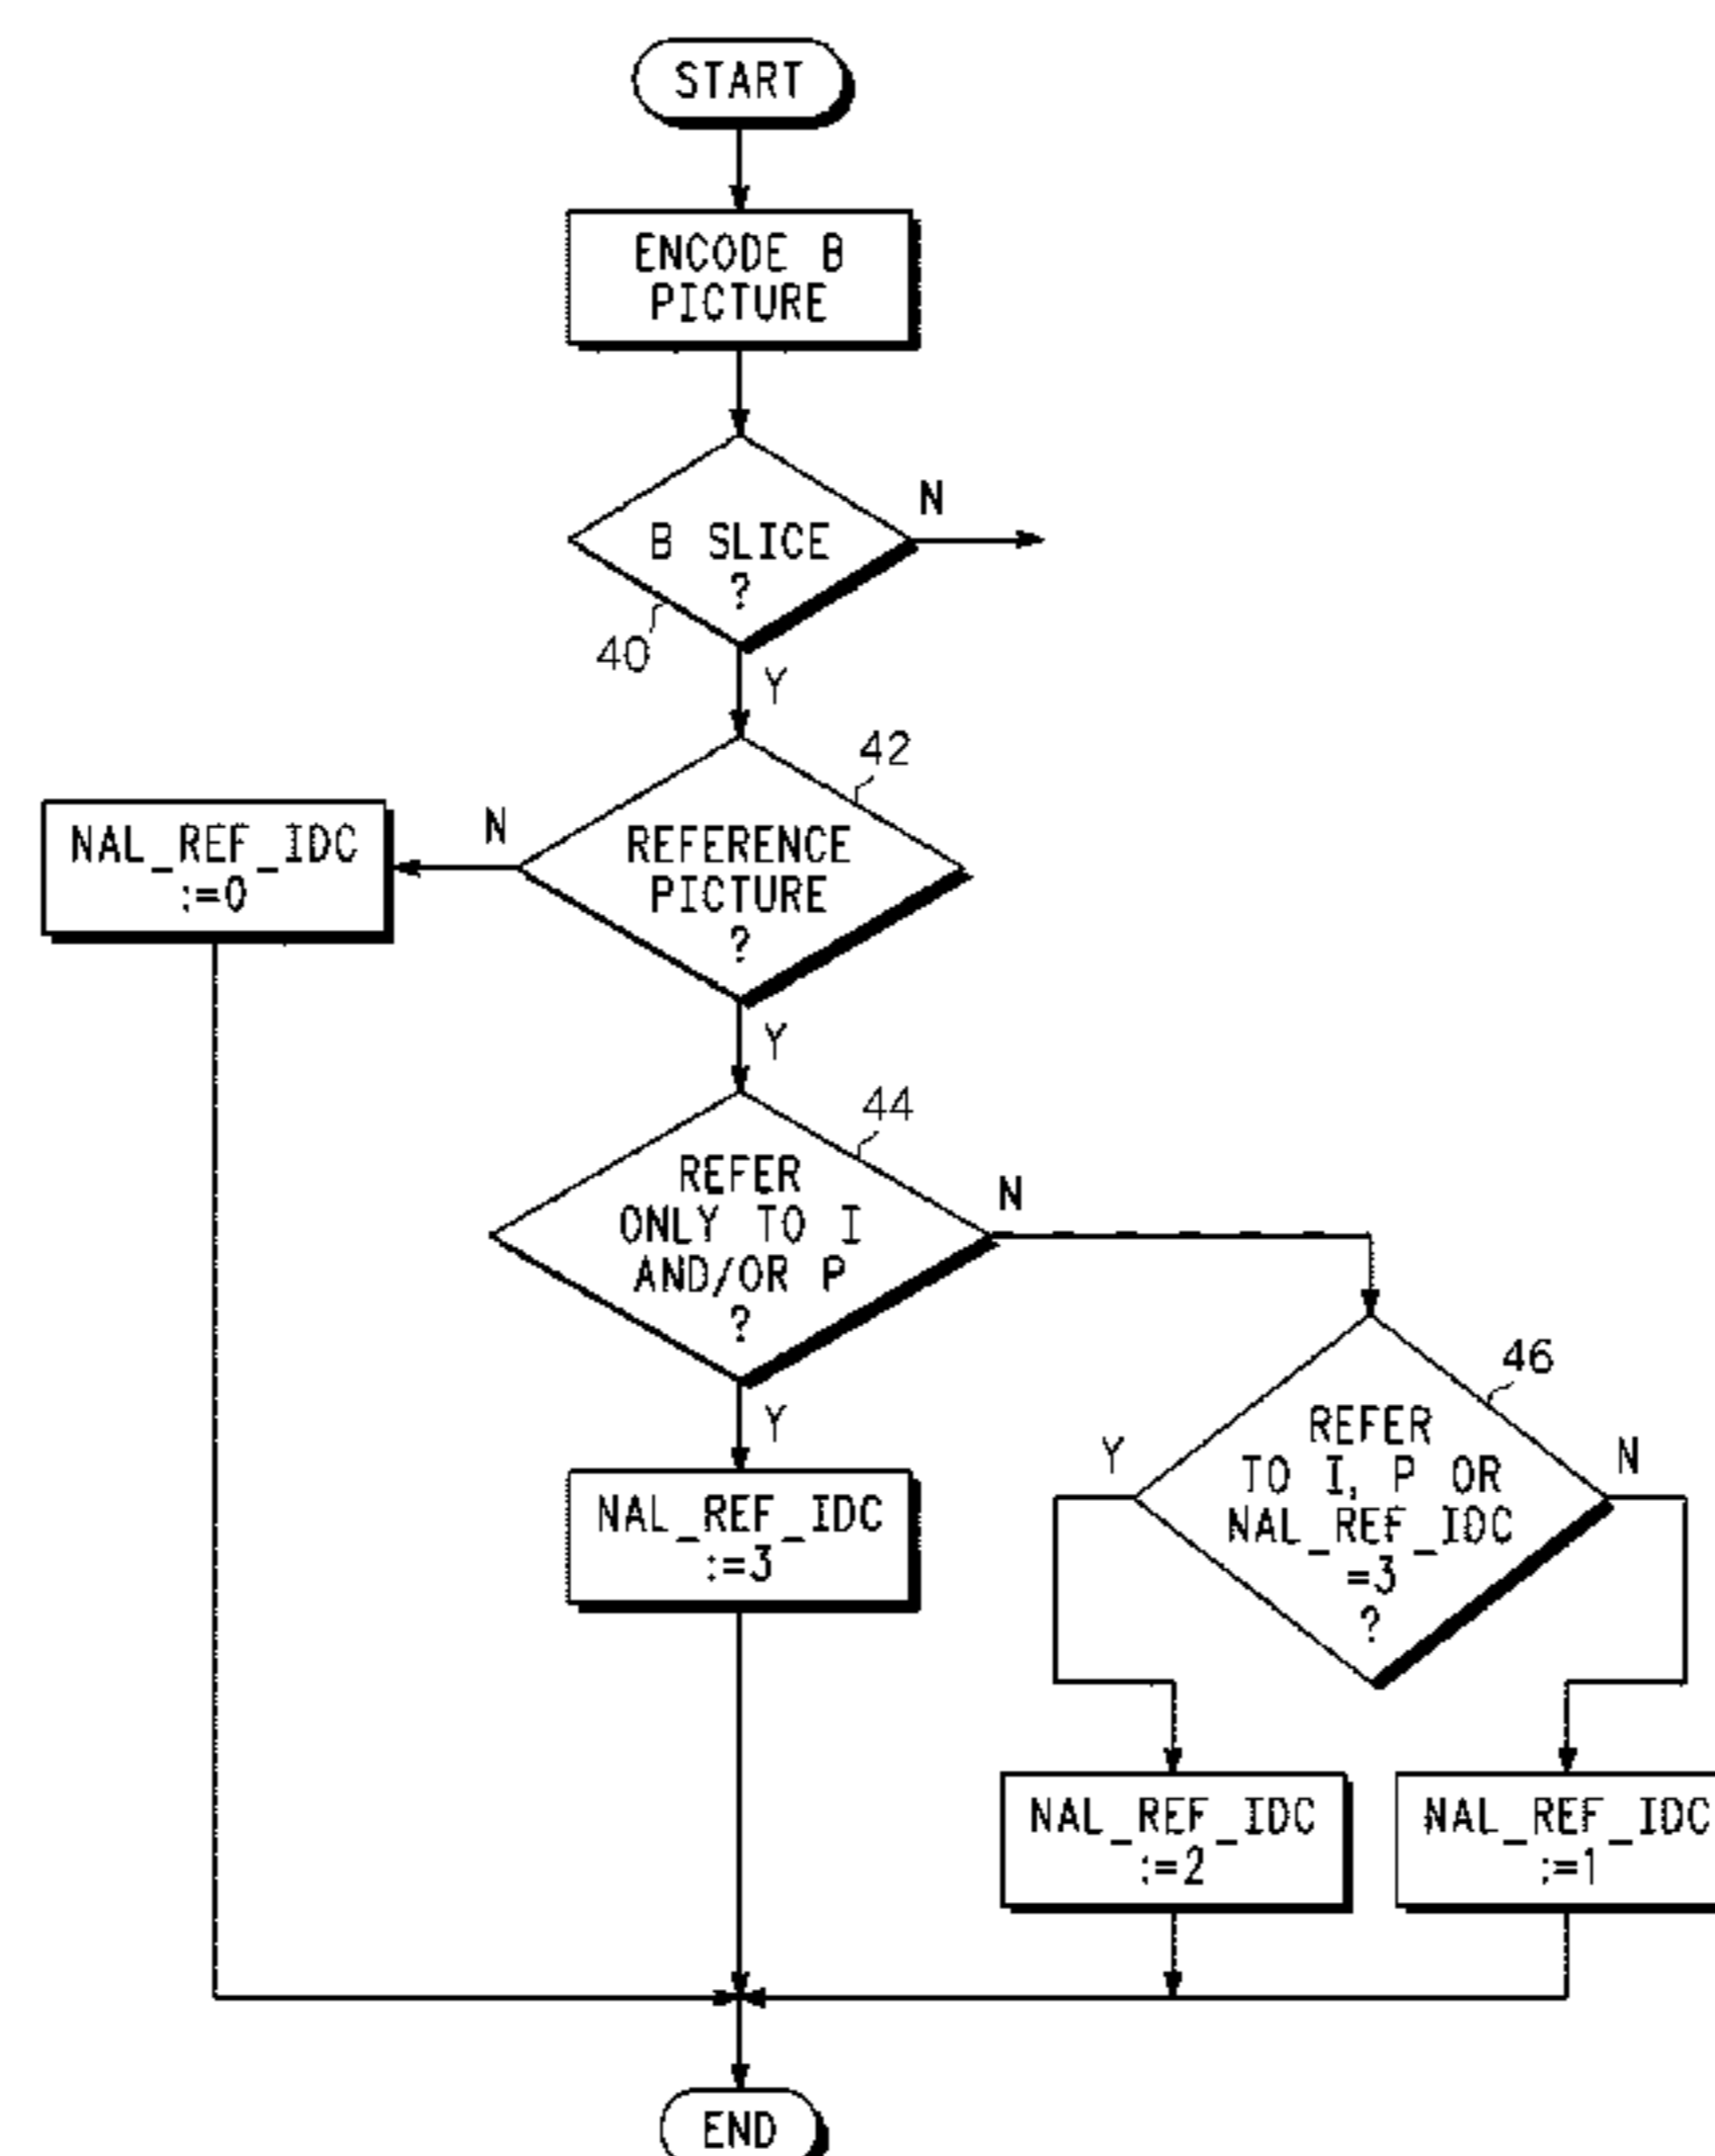 START
ENCODE B
PICTURE
B SLICE
?
N
40
Y
42
REFERENCE
PICTURE
?
N
NAL_REF_IDC
:=0
Y
44
REFER
ONLY TO I
AND/OR P
?
N
Y
NAL_REF_IDC
:=3
46
REFER
TO I, P OR
NAL_REF_IDC
=3
?
Y
N
NAL_REF_IDC
:=2
NAL_REF_IDC
:=1
END